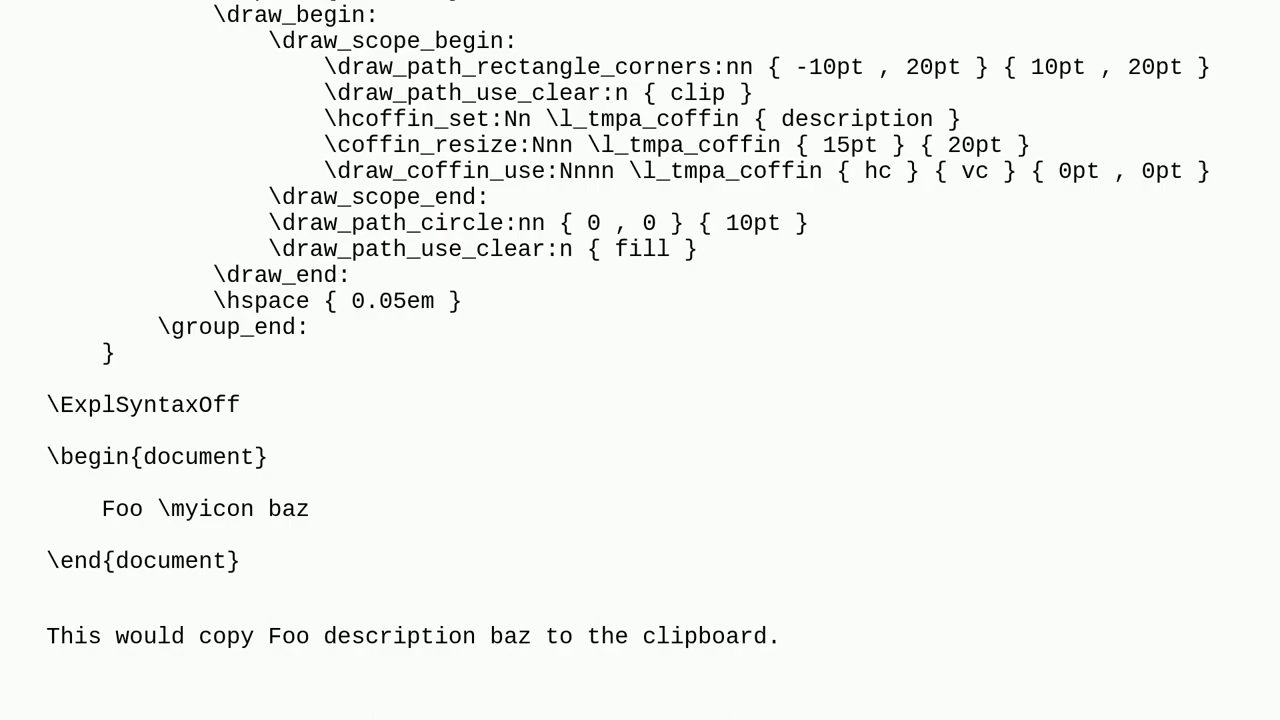 \draw_begin:
\draw_scope_begin:
\draw_path_rectangle_corners:nn { -10pt , 20pt } { 10pt , 20pt }
\draw_path_use_clear:n { clip }
\hcoffin_set:Nn \l_tmpa_coffin { description }
\coffin_resize:Nnn \l_tmpa_coffin { 15pt } { 20pt }
\draw_coffin_use:Nnnn \l_tmpa_coffin { hc } { vc } { 0pt , 0pt }
\draw_scope_end:
\draw_path_circle:nn { 0 , 0 } { 10pt }
\draw_path_use_clear:n { fill }
\draw_end:
\hspace { 0.05em }
\group_end:
}
\ExplSyntaxOff
\begin{document}
Foo \myicon baz
\end{document}
This would copy Foo description baz to the clipboard.